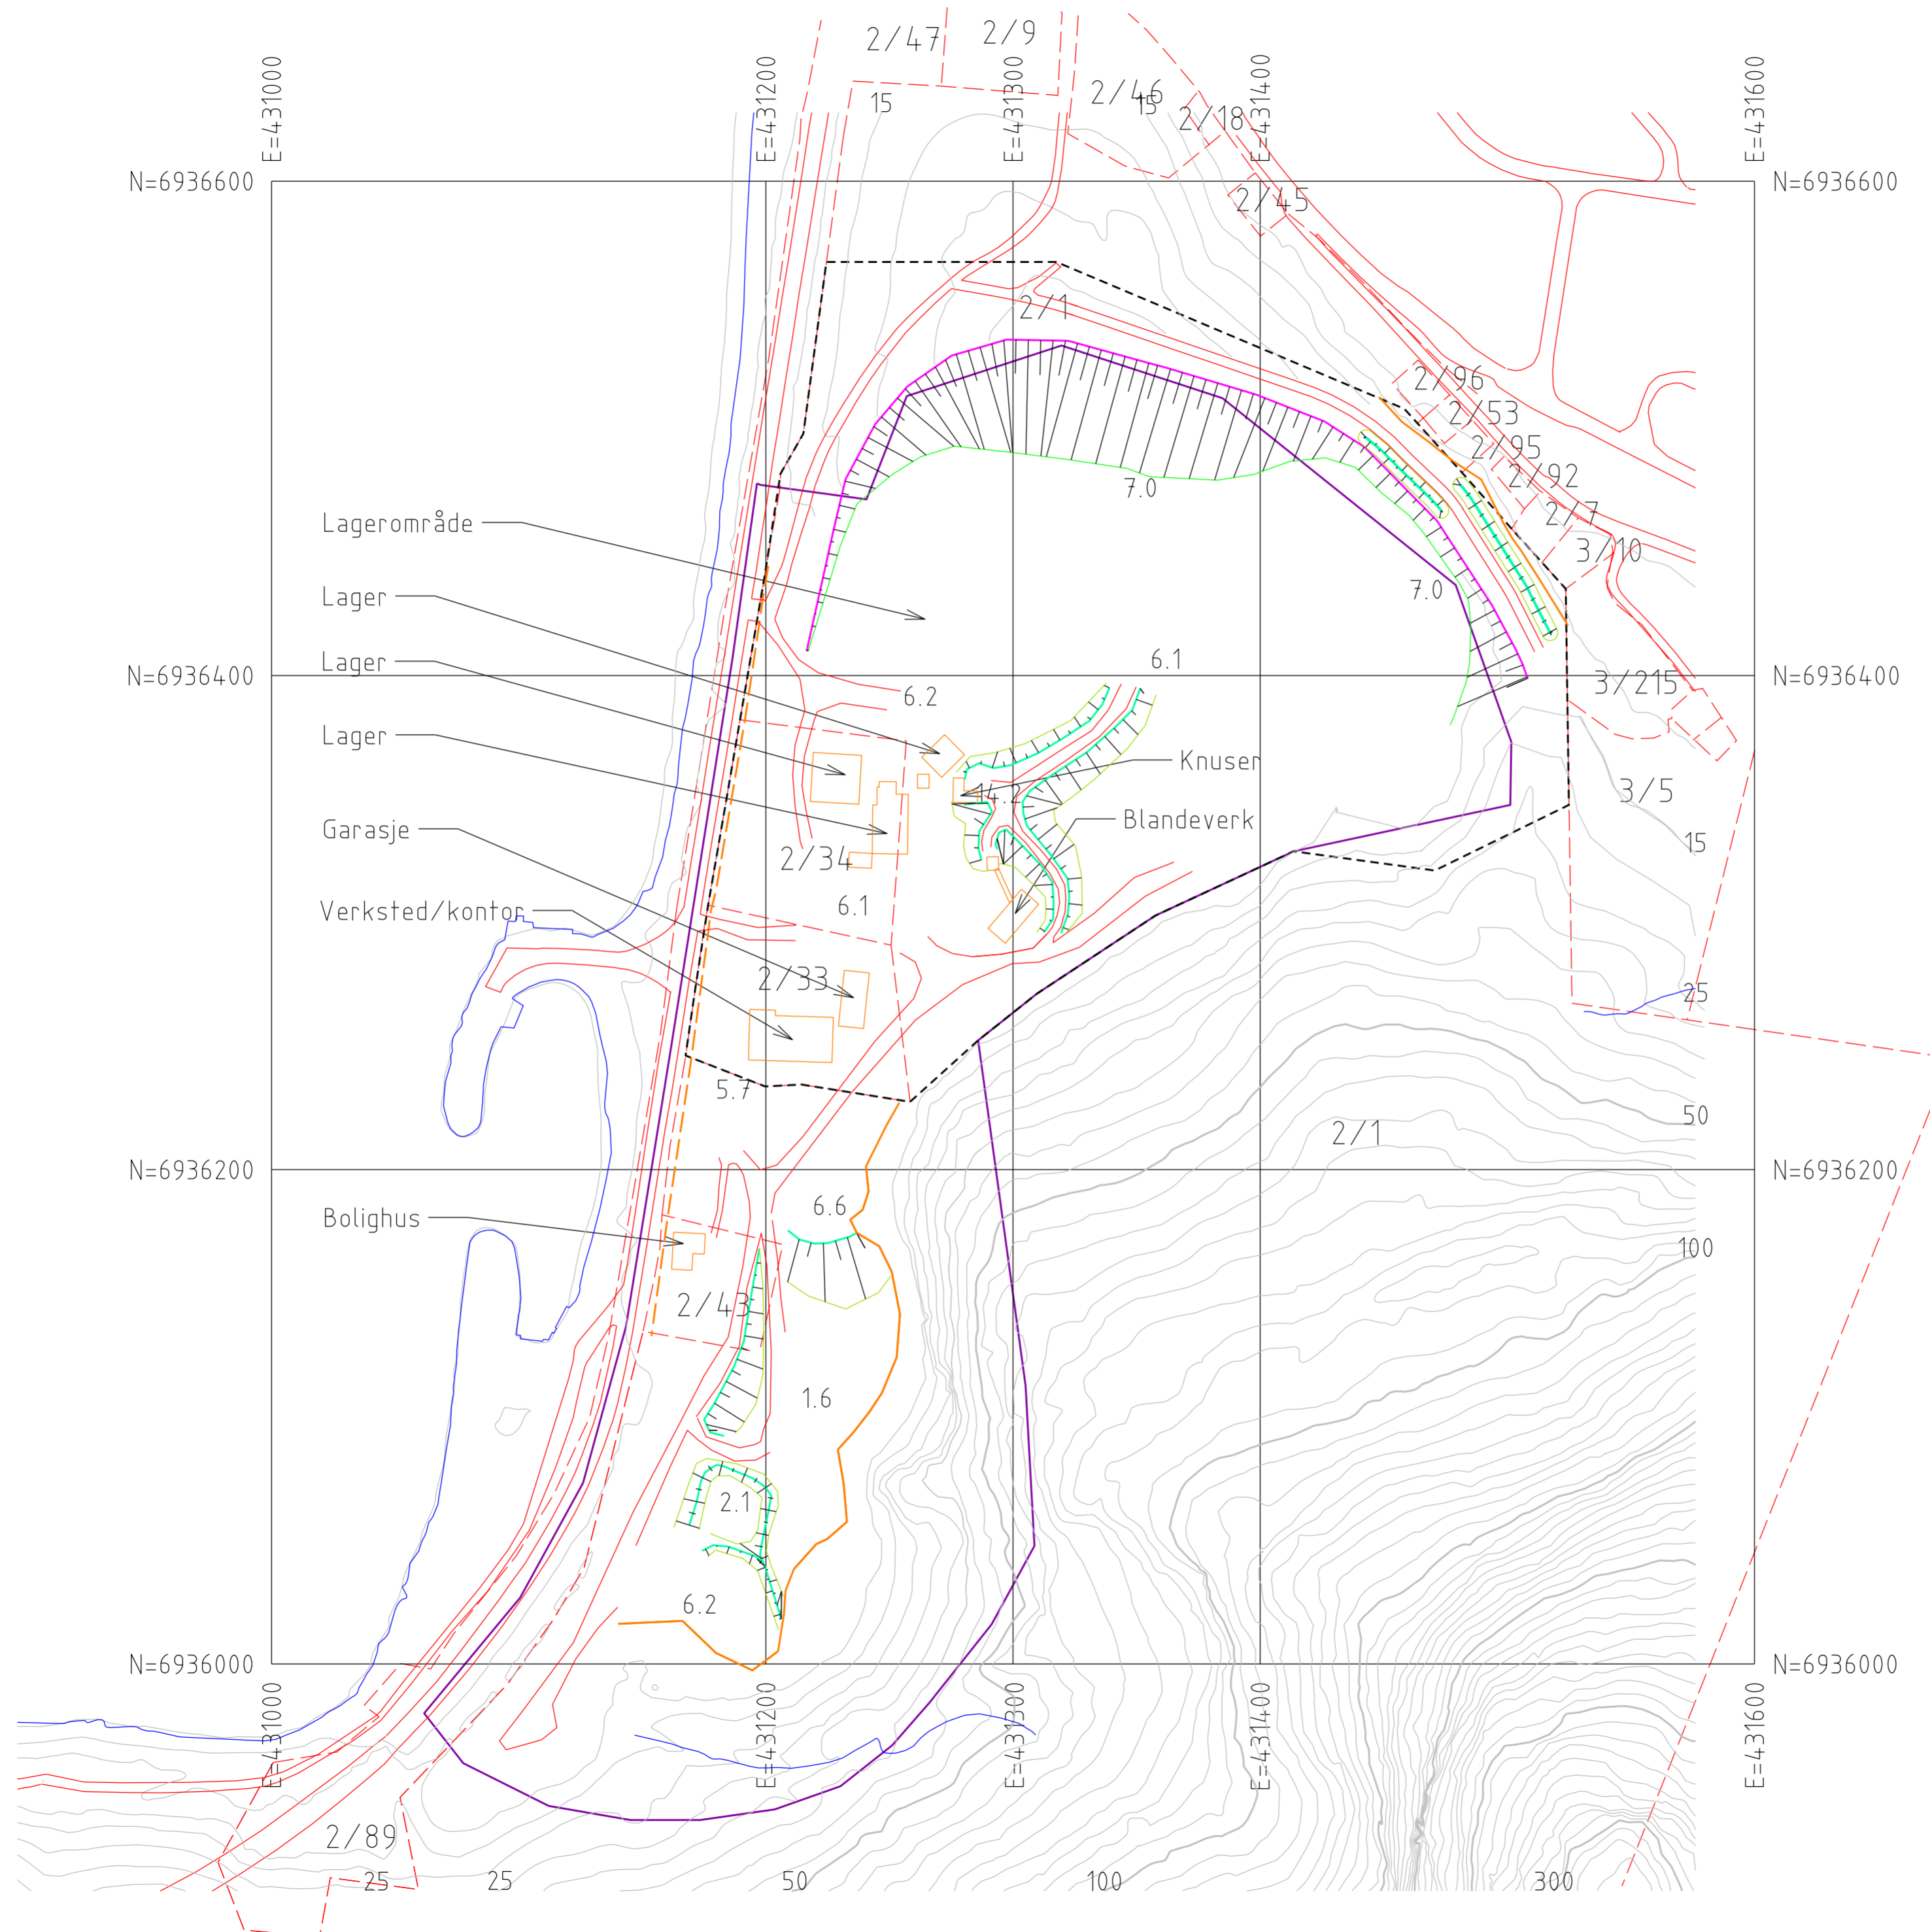 2/47
2/9
2/46
15
15
2/18
E=431000
E=431200
E=431300
E=431400
E=431600
N=6936600
N=6936600
2/45
2/1
2/96
2/53
2/95
2/92
2/7
3/10
7.0
7.0
Lagerområde
Lager
Lager
Lager
Garasje
Verksted/kontor
6.1
N=6936400
N=6936400
6.2
3/215
Knuser
14.2
Blandeverk
3/5
15
2/34
6.1
2/33
25
5.7
50
2/1
N=6936200
N=6936200
Bolighus
6.6
100
2/43
1.6
2.1
6.2
N=6936000
N=6936000
E=431000
E=431200
E=431300
E=431400
E=431600
2/89
25
25
50
100
300